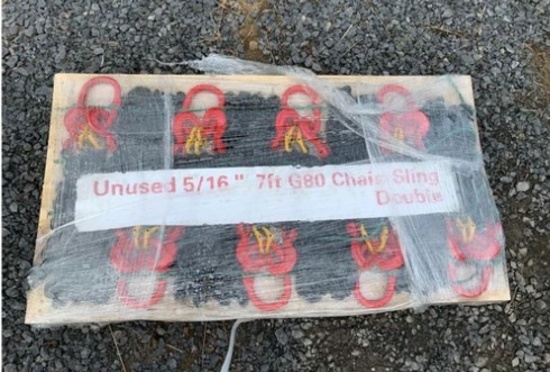 Unused 5/16" 7ft G80 Chain Sling
Double